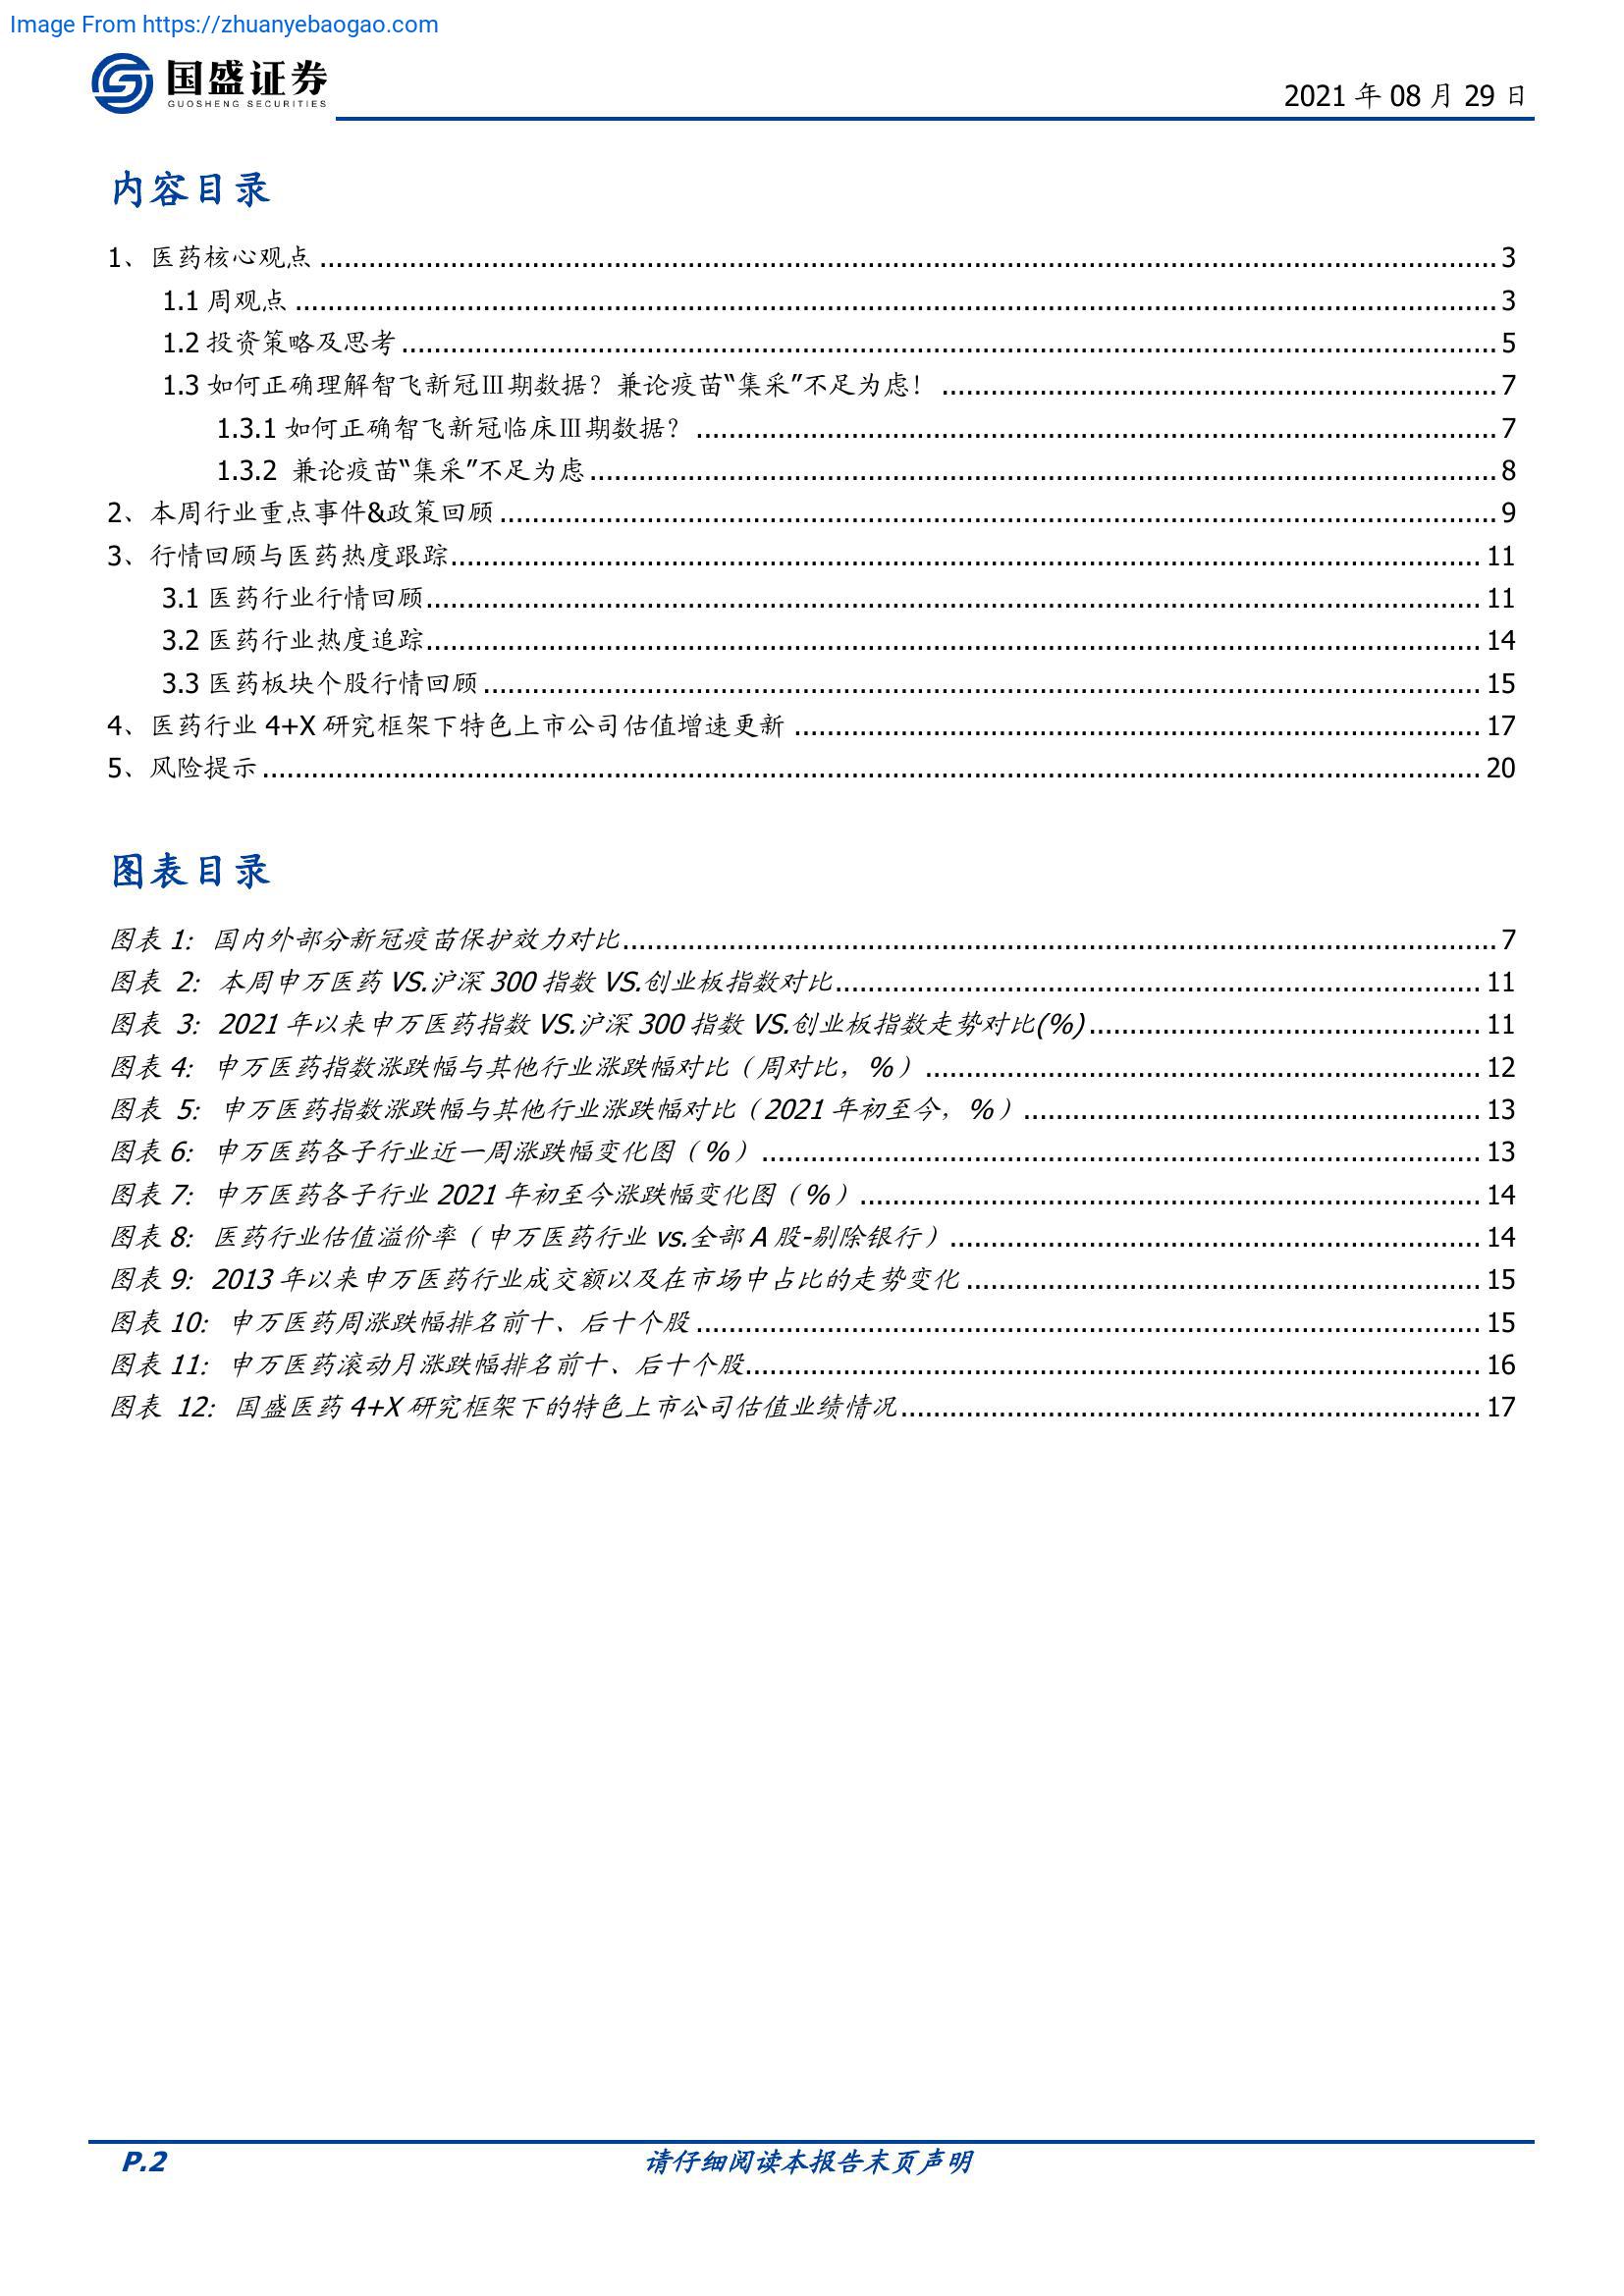 Image From https://zhuanyebaogao.com
国盛证券
GUOSHENG SECURITIES
2021 年 08 月 29 日
内容目录
1、医药核心观点 ........ 3
1.1 周观点 ........ 3
1.2 投资策略及思考 ........ 5
1.3 如何正确理解智飞新冠Ⅲ期数据？兼论疫苗“集采”不足为虑！ ........ 7
1.3.1 如何正确智飞新冠临床Ⅲ期数据？ ........ 7
1.3.2 兼论疫苗“集采”不足为虑 ........ 8
2、本周行业重点事件&政策回顾 ........ 9
3、行情回顾与医药热度跟踪 ........ 11
3.1 医药行业行情回顾 ........ 11
3.2 医药行业热度追踪 ........ 14
3.3 医药板块个股行情回顾 ........ 15
4、医药行业 4+X 研究框架下特色上市公司估值增速更新 ........ 17
5、风险提示 ........ 20
图表目录
图表 1: 国内外部分新冠疫苗保护效力对比 ........ 7
图表 2: 本周申万医药 VS.沪深 300 指数 VS.创业板指数对比 ........ 11
图表 3: 2021 年以来申万医药指数 VS.沪深 300 指数 VS.创业板指数走势对比(%) ........ 11
图表 4: 申万医药指数涨跌幅与其他行业涨跌幅对比（周对比，%） ........ 12
图表 5: 申万医药指数涨跌幅与其他行业涨跌幅对比（2021 年初至今，%） ........ 13
图表 6: 申万医药各子行业近一周涨跌幅变化图（%） ........ 13
图表 7: 申万医药各子行业 2021 年初至今涨跌幅变化图（%） ........ 14
图表 8: 医药行业估值溢价率（申万医药行业 vs.全部 A 股-剔除银行） ........ 14
图表 9: 2013 年以来申万医药行业成交额以及在市场中占比的走势变化 ........ 15
图表 10: 申万医药周涨跌幅排名前十、后十个股 ........ 15
图表 11: 申万医药滚动月涨跌幅排名前十、后十个股 ........ 16
图表 12: 国盛医药 4+X 研究框架下的特色上市公司估值业绩情况 ........ 17
P.2
请仔细阅读本报告末页声明